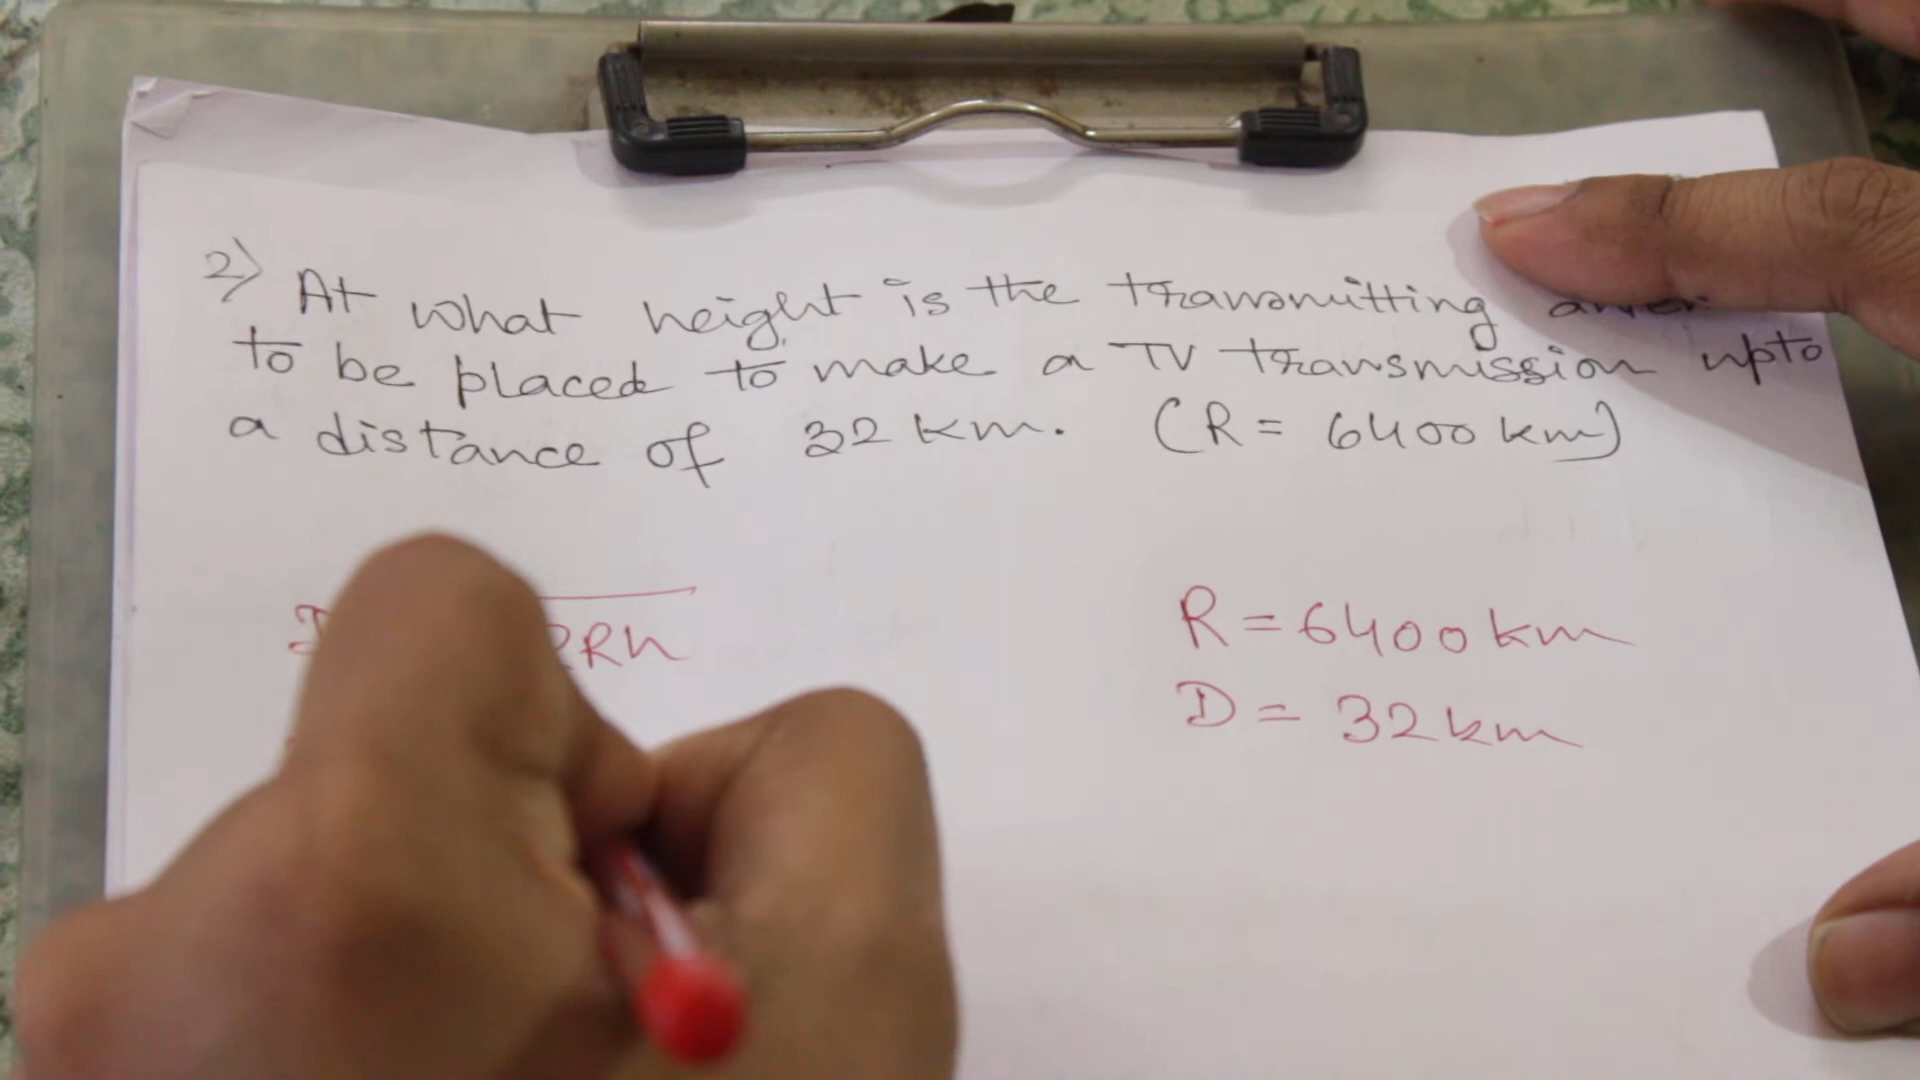 2) At what height is the transmitting
to be placed to make a TV transmission upto
a distance of 32 km. (R = 6400 km)
2Rh
R = 6400 km
D = 32 km